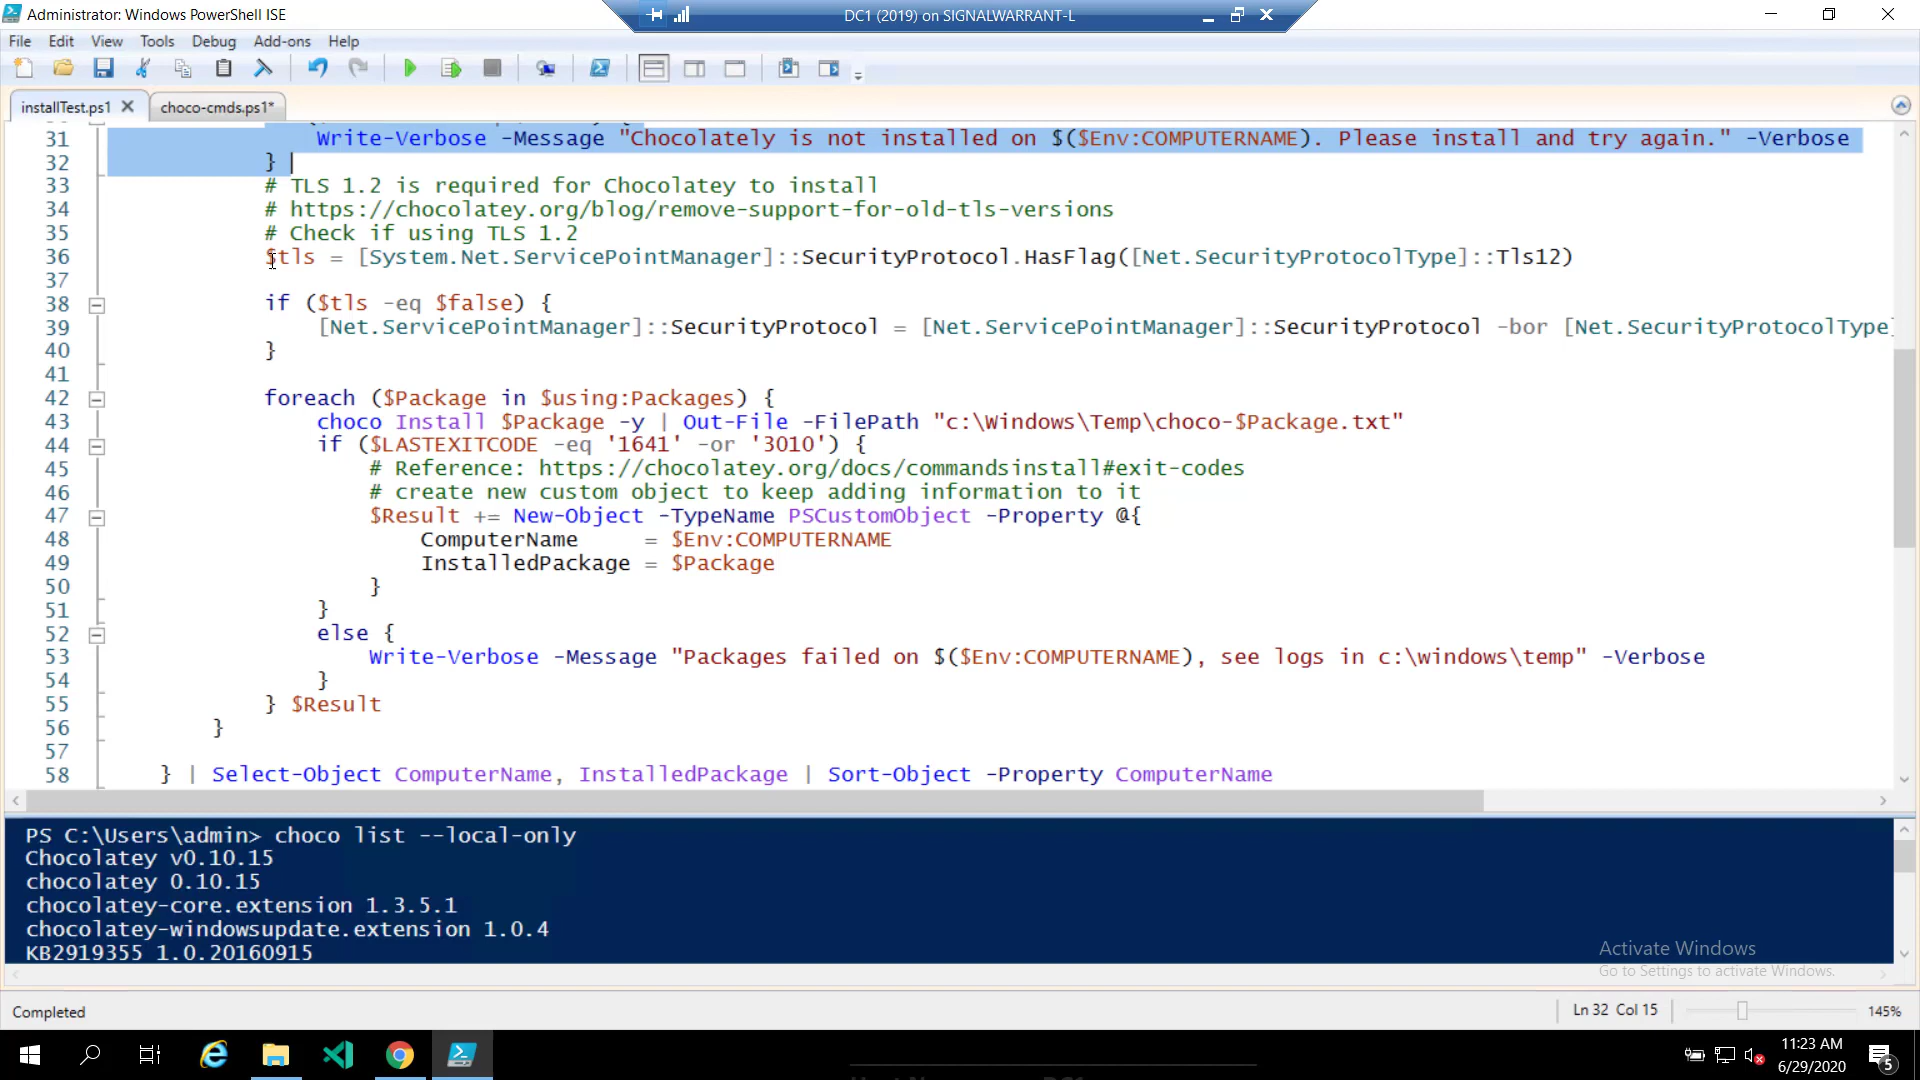 Administrator: Windows PowerShell ISE
DC1 (2019) on SIGNALWARRANT-L
File Edit View Tools Debug Add-ons Help
installTest.ps1
choco-cmds.ps1*
31 Write-Verbose -Message "Chocolately is not installed on $($Env:COMPUTERNAME). Please install and try again." -Verbose
32 }
33 # TLS 1.2 is required for Chocolatey to install
34 # https://chocolatey.org/blog/remove-support-for-old-tls-versions
35 # Check if using TLS 1.2
36 $tls = [System.Net.ServicePointManager]::SecurityProtocol.HasFlag([Net.SecurityProtocolType]::Tls12)
37
38 if ($tls -eq $false) {
39 [Net.ServicePointManager]::SecurityProtocol = [Net.ServicePointManager]::SecurityProtocol -bor [Net.SecurityProtocolType]
40 }
41
42 foreach ($Package in $using:Packages) {
43 choco Install $Package -y | Out-File -FilePath "c:\Windows\Temp\choco-$Package.txt"
44 if ($LASTEXITCODE -eq '1641' -or '3010') {
45 # Reference: https://chocolatey.org/docs/commandsinstall#exit-codes
46 # create new custom object to keep adding information to it
47 $Result += New-Object -TypeName PSCustomObject -Property @{
48 ComputerName = $Env:COMPUTERNAME
49 InstalledPackage = $Package
50 }
51 }
52 else {
53 Write-Verbose -Message "Packages failed on $($Env:COMPUTERNAME), see logs in c:\windows\temp" -Verbose
54 }
55 } $Result
56 }
57
58 } | Select-Object ComputerName, InstalledPackage | Sort-Object -Property ComputerName
PS C:\Users\admin> choco list --local-only
Chocolatey v0.10.15
chocolatey 0.10.15
chocolatey-core.extension 1.3.5.1
chocolatey-windowsupdate.extension 1.0.4
KB2919355 1.0.20160915
Activate Windows
Go to Settings to activate Windows.
Completed
Ln 32 Col 15
145%
11:23 AM
6/29/2020
5